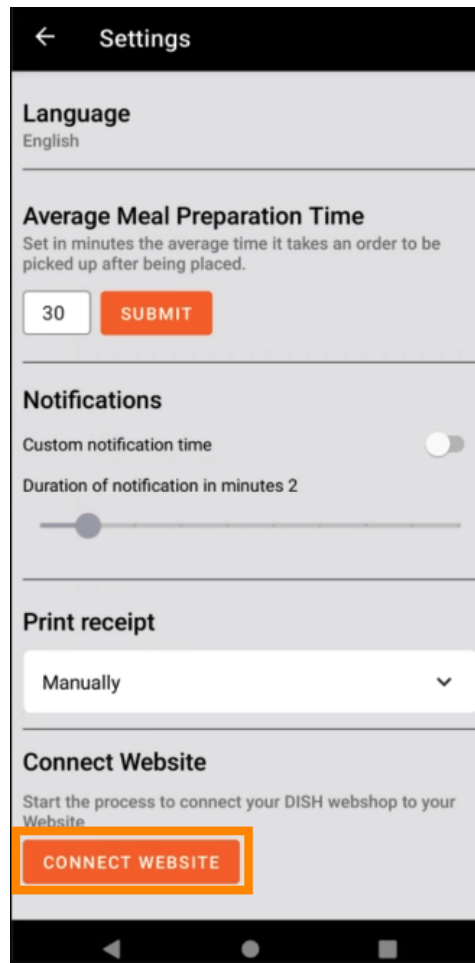 Settings
Language
English
Average Meal Preparation Time
Set in minutes the average time it takes an order to be
picked up after being placed.
30 SUBMIT
Notifications
Custom notification time
Duration of notification in minutes 2
Print receipt
Manually
Connect Website
Start the process to connect your DISH webshop to your
Website
CONNECT WEBSITE